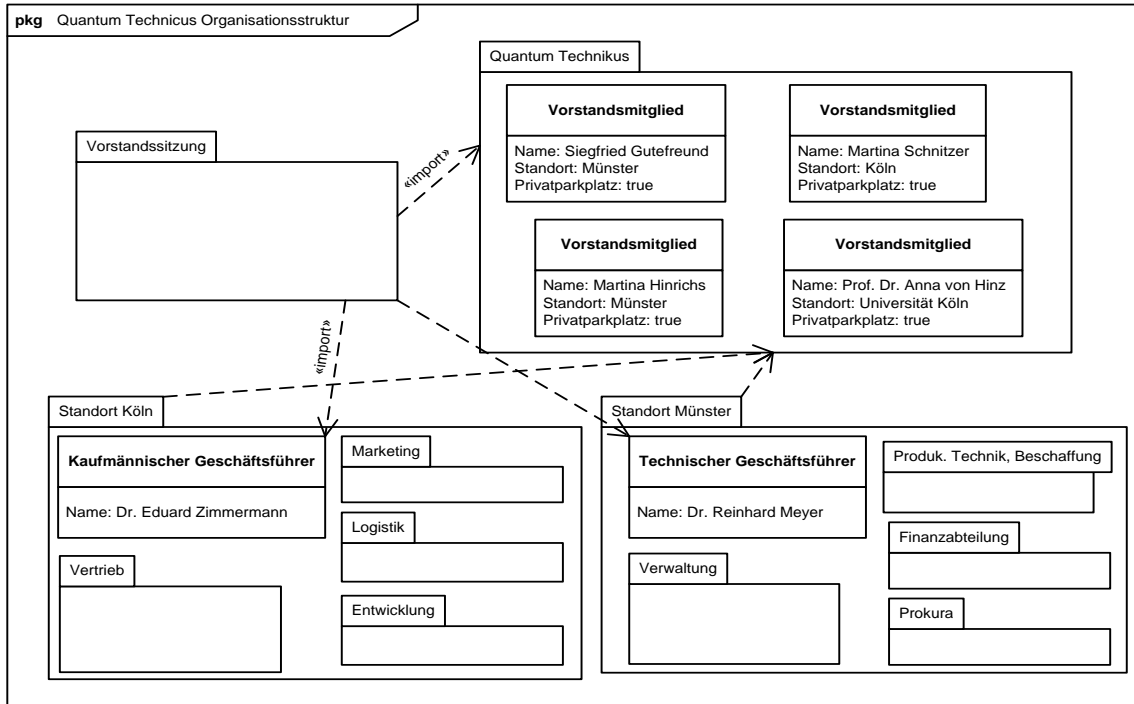 pkg Quantum Technicus Organisationsstruktur
Quantum Technikus
Vorstandsmitglied
Name: Siegfried Gutefreund
Standort: Münster
Privatparkplatz: true
Vorstandsmitglied
Name: Martina Schnitzer
Standort: Köln
Privatparkplatz: true
Vorstandssitzung
«import»
Vorstandsmitglied
Name: Martina Hinrichs
Standort: Münster
Privatparkplatz: true
Vorstandsmitglied
Name: Prof. Dr. Anna von Hinz
Standort: Universität Köln
Privatparkplatz: true
«import»
Standort Köln
Kaufmännischer Geschäftsführer
Name: Dr. Eduard Zimmermann
Marketing
Logistik
Vertrieb
Entwicklung
Standort Münster
Technischer Geschäftsführer
Name: Dr. Reinhard Meyer
Produk. Technik, Beschaffung
Finanzabteilung
Verwaltung
Prokura